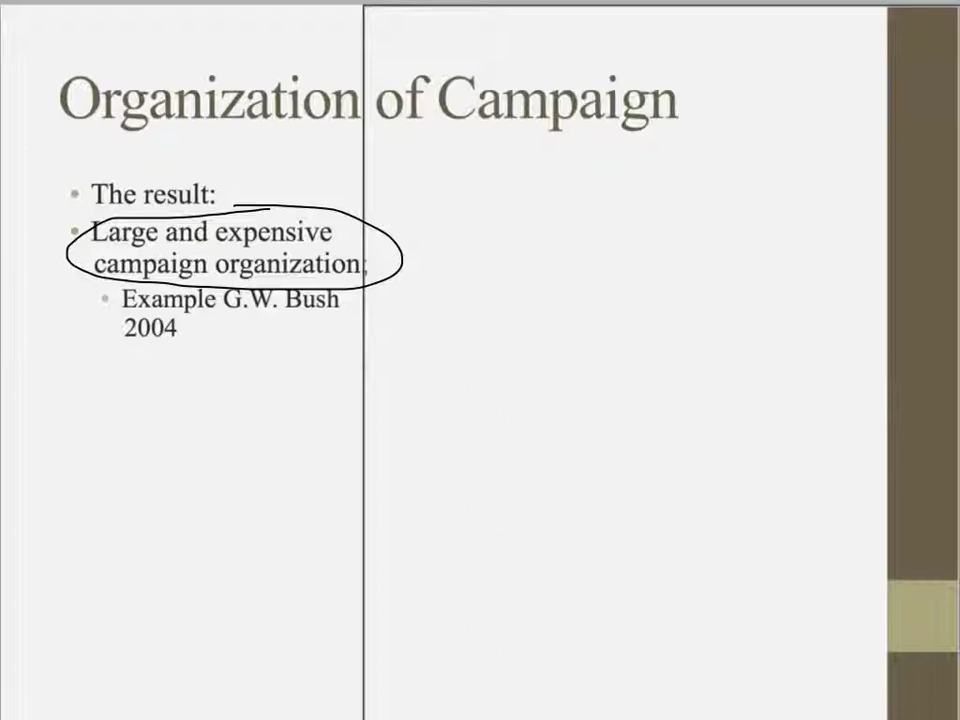 Organization of Campaign
• The result:
• Large and expensive
campaign organization;
• Example G.W. Bush
2004